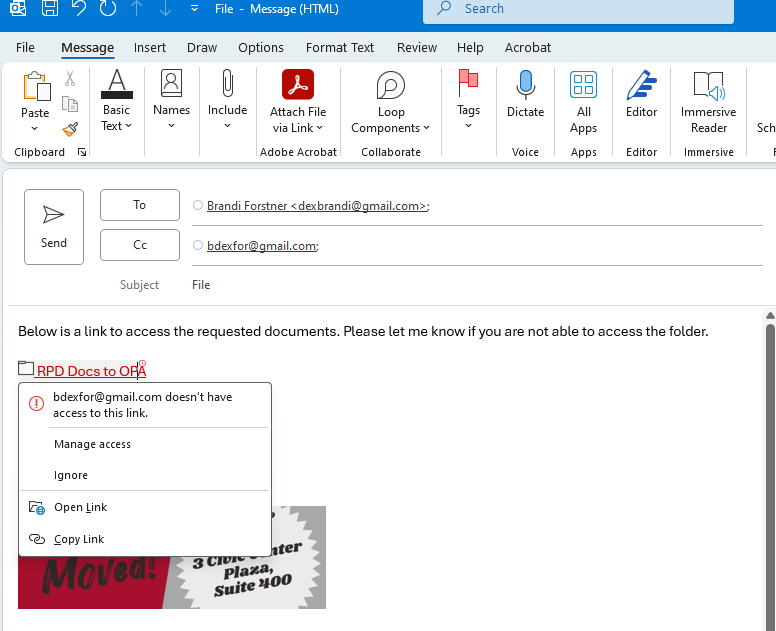 File - Message (HTML)
Search
File Message Insert Draw Options Format Text Review Help Acrobat
Paste
Basic Text
Names
Include
Attach File via Link
Loop Components
Tags
Dictate
All Apps
Editor
Immersive Reader
Clipboard
Adobe Acrobat
Collaborate
Voice
Apps
Editor
Immersive
Send
To
Brandi Forstner <dexbrandi@gmail.com>;
Cc
bdexfor@gmail.com;
Subject
File
Below is a link to access the requested documents. Please let me know if you are not able to access the folder.
RPD Docs to OPA
bdexfor@gmail.com doesn't have
access to this link.
Manage access
Ignore
Open Link
Copy Link
Moved!
3 Civic
Plaza,
Suite 400